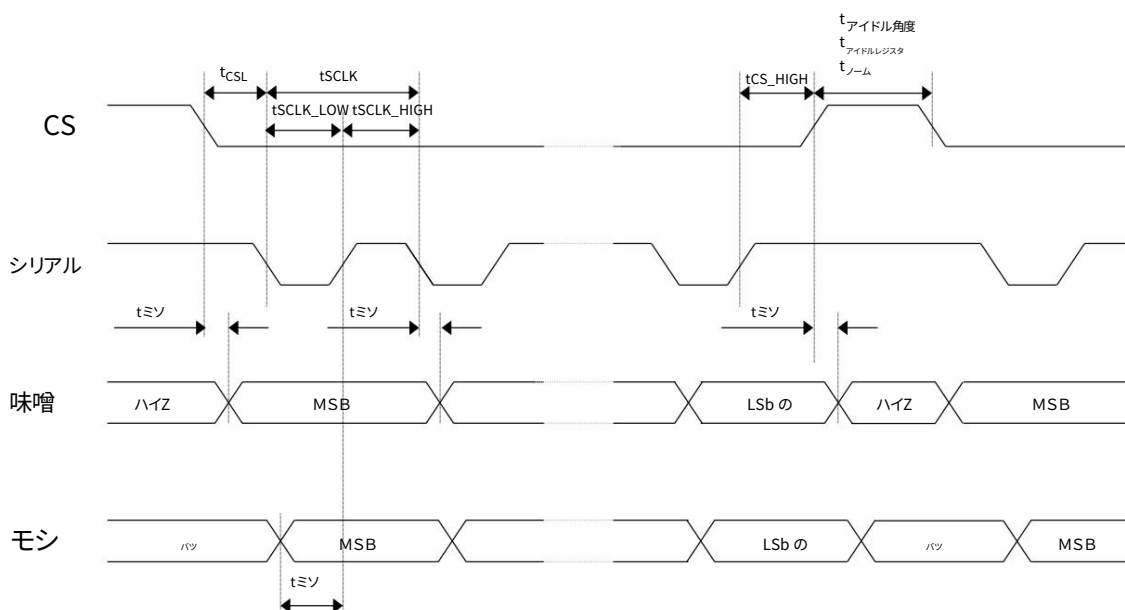 tアイドル角度
tアイドルレジスタ
tノーム
tCSL
tSCLK
tCS_HIGH
tSCLK_LOW
tSCLK_HIGH
CS
シリアル
tミソ
tミソ
tミソ
味噌
ハイZ
MSB
LSb の
ハイZ
MSB
モシ
バツ
MSB
LSb の
バツ
MSB
tミソ